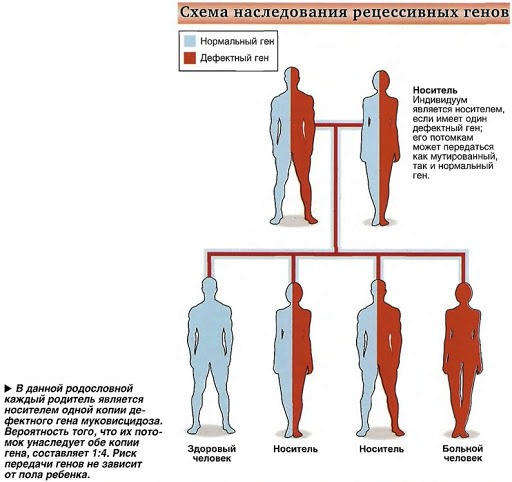 Схема наследования рецессивных генов
Нормальный ген
Дефектный ген
Носитель
Индивидуум
является носителем,
если имеет один
дефектный ген;
его потомкам
может передаться
как мутированный,
так и нормальный
ген.
▶ В данной родословной
каждый родитель является
носителем одной копии де-
фектного гена муковисцидоза.
Вероятность того, что их пото-
мок унаследует обе копии
гена, составляет 1:4. Риск
передачи генов не зависит
от пола ребенка.
Здоровый
человек
Носитель
Носитель
Больной
человек